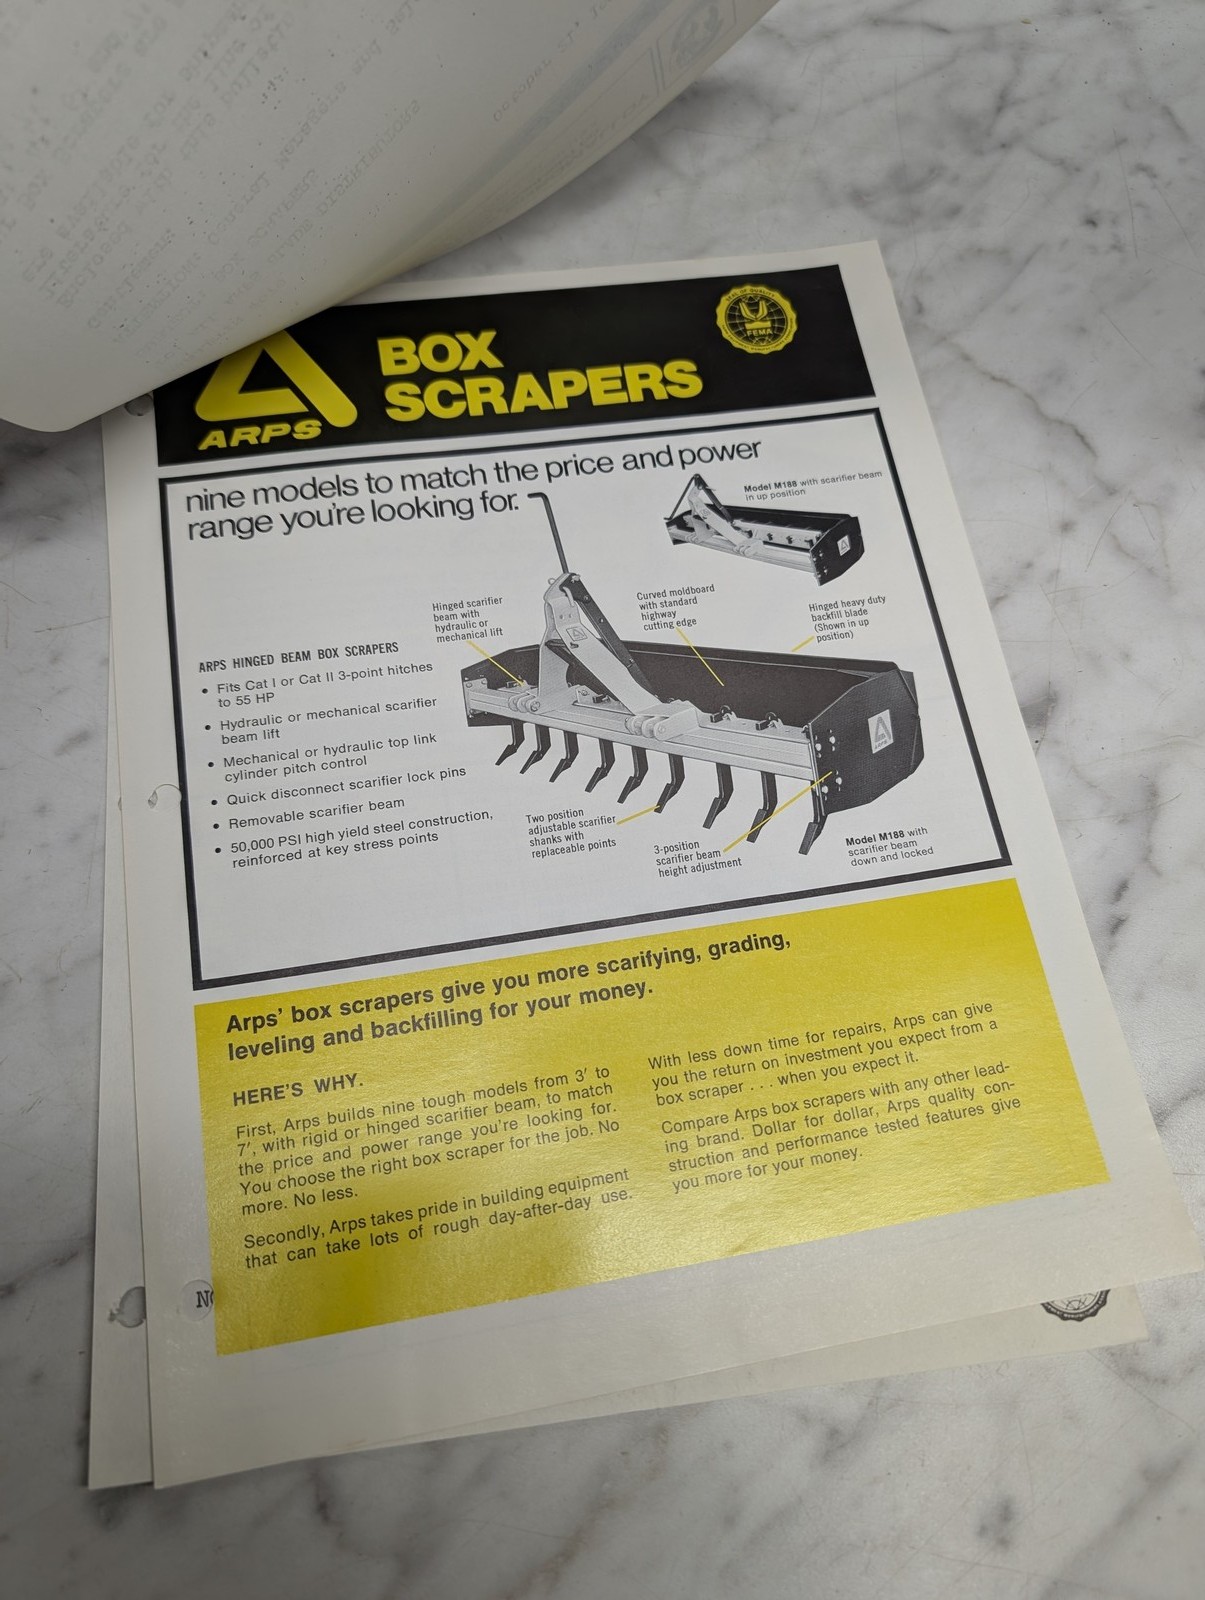 BOX
SCRAPERS
ARPS
SEAL OF QUALITY
FEMA
nine models to match the price and power
range you're looking for.
Model M188 with scarifier beam
in up position
Hinged scarifier
beam with
hydraulic or
mechanical lift
Curved moldboard
with standard
highway
cutting edge
Hinged heavy duty
backfill blade
(Shown in up
position)
ARPS HINGED BEAM BOX SCRAPERS
• Fits Cat I or Cat II 3-point hitches
to 55 HP
• Hydraulic or mechanical scarifier
beam lift
• Mechanical or hydraulic top link
cylinder pitch control
• Quick disconnect scarifier lock pins
• Removable scarifier beam
• 50,000 PSI high yield steel construction,
reinforced at key stress points
ARPS
Two position
adjustable scarifier
shanks with
replaceable points
3-position
scarifier beam
height adjustment
Model M188 with
scarifier beam
down and locked
Arps' box scrapers give you more scarifying, grading,
leveling and backfilling for your money.
HERE'S WHY.
First, Arps builds nine tough models from 3' to
7', with rigid or hinged scarifier beam, to match
the price and power range you're looking for.
You choose the right box scraper for the job. No
more. No less.
Secondly, Arps takes pride in building equipment
that can take lots of rough day-after-day use.
With less down time for repairs, Arps can give
you the return on investment you expect from a
box scraper . . . when you expect it.
Compare Arps box scrapers with any other lead-
ing brand. Dollar for dollar, Arps quality con-
struction and performance tested features give
you more for your money.